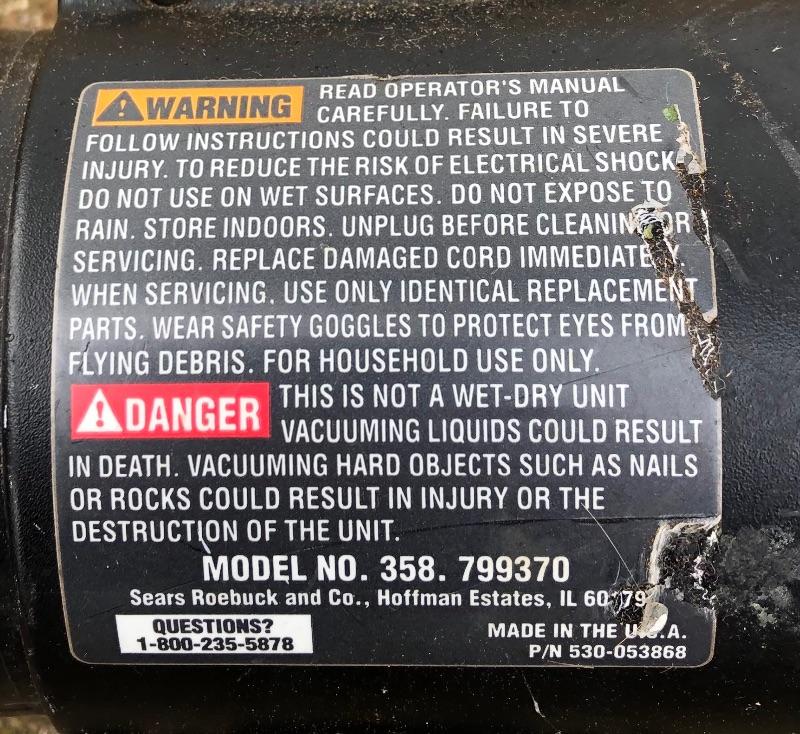 WARNING READ OPERATOR'S MANUAL
CAREFULLY. FAILURE TO
FOLLOW INSTRUCTIONS COULD RESULT IN SEVERE
INJURY. TO REDUCE THE RISK OF ELECTRICAL SHOCK
DO NOT USE ON WET SURFACES. DO NOT EXPOSE TO
RAIN. STORE INDOORS. UNPLUG BEFORE CLEANING OR
SERVICING. REPLACE DAMAGED CORD IMMEDIATELY.
WHEN SERVICING, USE ONLY IDENTICAL REPLACEMENT
PARTS. WEAR SAFETY GOGGLES TO PROTECT EYES FROM
FLYING DEBRIS. FOR HOUSEHOLD USE ONLY.
DANGER THIS IS NOT A WET-DRY UNIT
VACUUMING LIQUIDS COULD RESULT
IN DEATH. VACUUMING HARD OBJECTS SUCH AS NAILS
OR ROCKS COULD RESULT IN INJURY OR THE
DESTRUCTION OF THE UNIT.
MODEL NO. 358. 799370
Sears Roebuck and Co., Hoffman Estates, IL
QUESTIONS?
1-800-235-5878
MADE IN THE U.S.A.
P/N 530-053868